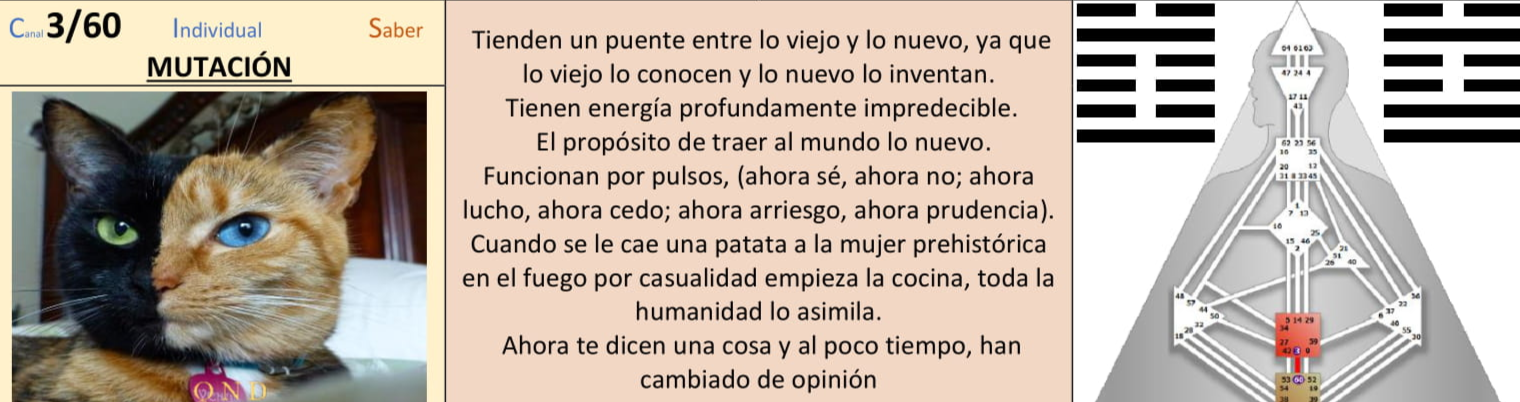 Canal 3/60 Individual Saber
MUTACIÓN
Tienden un puente entre lo viejo y lo nuevo, ya que
lo viejo lo conocen y lo nuevo lo inventan.
Tienen energía profundamente impredecible.
El propósito de traer al mundo lo nuevo.
Funcionan por pulsos, (ahora sé, ahora no; ahora
lucho, ahora cedo; ahora arriesgo, ahora prudencia).
Cuando se le cae una patata a la mujer prehistórica
en el fuego por casualidad empieza la cocina, toda la
humanidad lo asimila.
Ahora te dicen una cosa y al poco tiempo, han
cambiado de opinión
64 61 63
47 24 4
17 11
43
62 23 56
16 35
20 12
31 8 33 45
1
7 13
10
25
15 46
2
21
51
26 40
48
57
44
50
32
28
18
36
22
37
6
55
30
5 14 29
34
27 59
42 3 9
53 60 52
54 19
38 39